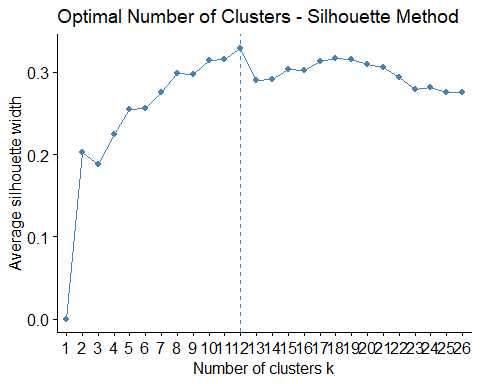 Optimal Number of Clusters - Silhouette Method
Average silhouette width
0.3
0.2
0.1
0.0
1 2 3 4 5 6 7 8 9 10 11 12 13 14 15 16 17 18 19 20 21 22 23 24 25 26
Number of clusters k